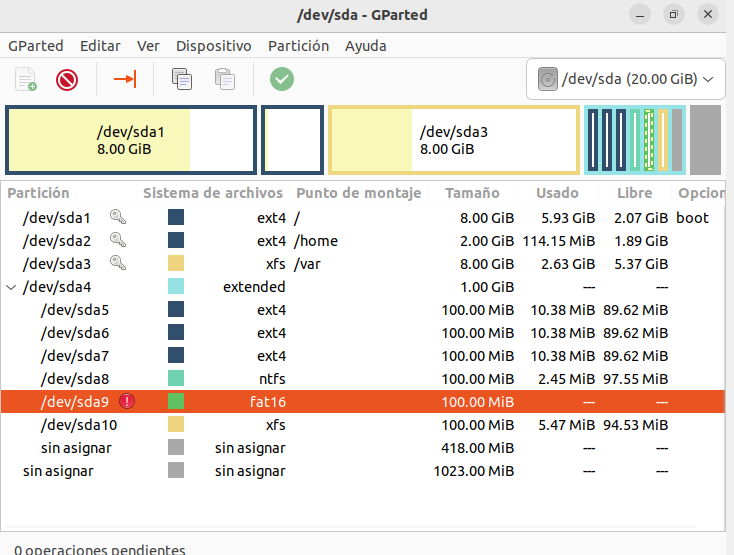 /dev/sda - GParted
GParted Editar Ver Dispositivo Partición Ayuda
/dev/sda (20.00 GiB)
/dev/sda1
8.00 GiB
/dev/sda3
8.00 GiB
Partición Sistema de archivos Punto de montaje Tamaño Usado Libre Opcion
/dev/sda1 ext4 / 8.00 GiB 5.93 GiB 2.07 GiB boot
/dev/sda2 ext4 /home 2.00 GiB 114.15 MiB 1.89 GiB
/dev/sda3 xfs /var 8.00 GiB 2.63 GiB 5.37 GiB
/dev/sda4 extended 1.00 GiB --- ---
/dev/sda5 ext4 100.00 MiB 10.38 MiB 89.62 MiB
/dev/sda6 ext4 100.00 MiB 10.38 MiB 89.62 MiB
/dev/sda7 ext4 100.00 MiB 10.38 MiB 89.62 MiB
/dev/sda8 ntfs 100.00 MiB 2.45 MiB 97.55 MiB
/dev/sda9 fat16 100.00 MiB --- ---
/dev/sda10 xfs 100.00 MiB 5.47 MiB 94.53 MiB
sin asignar sin asignar 418.00 MiB --- ---
sin asignar sin asignar 1023.00 MiB --- ---
0 operaciones pendientes